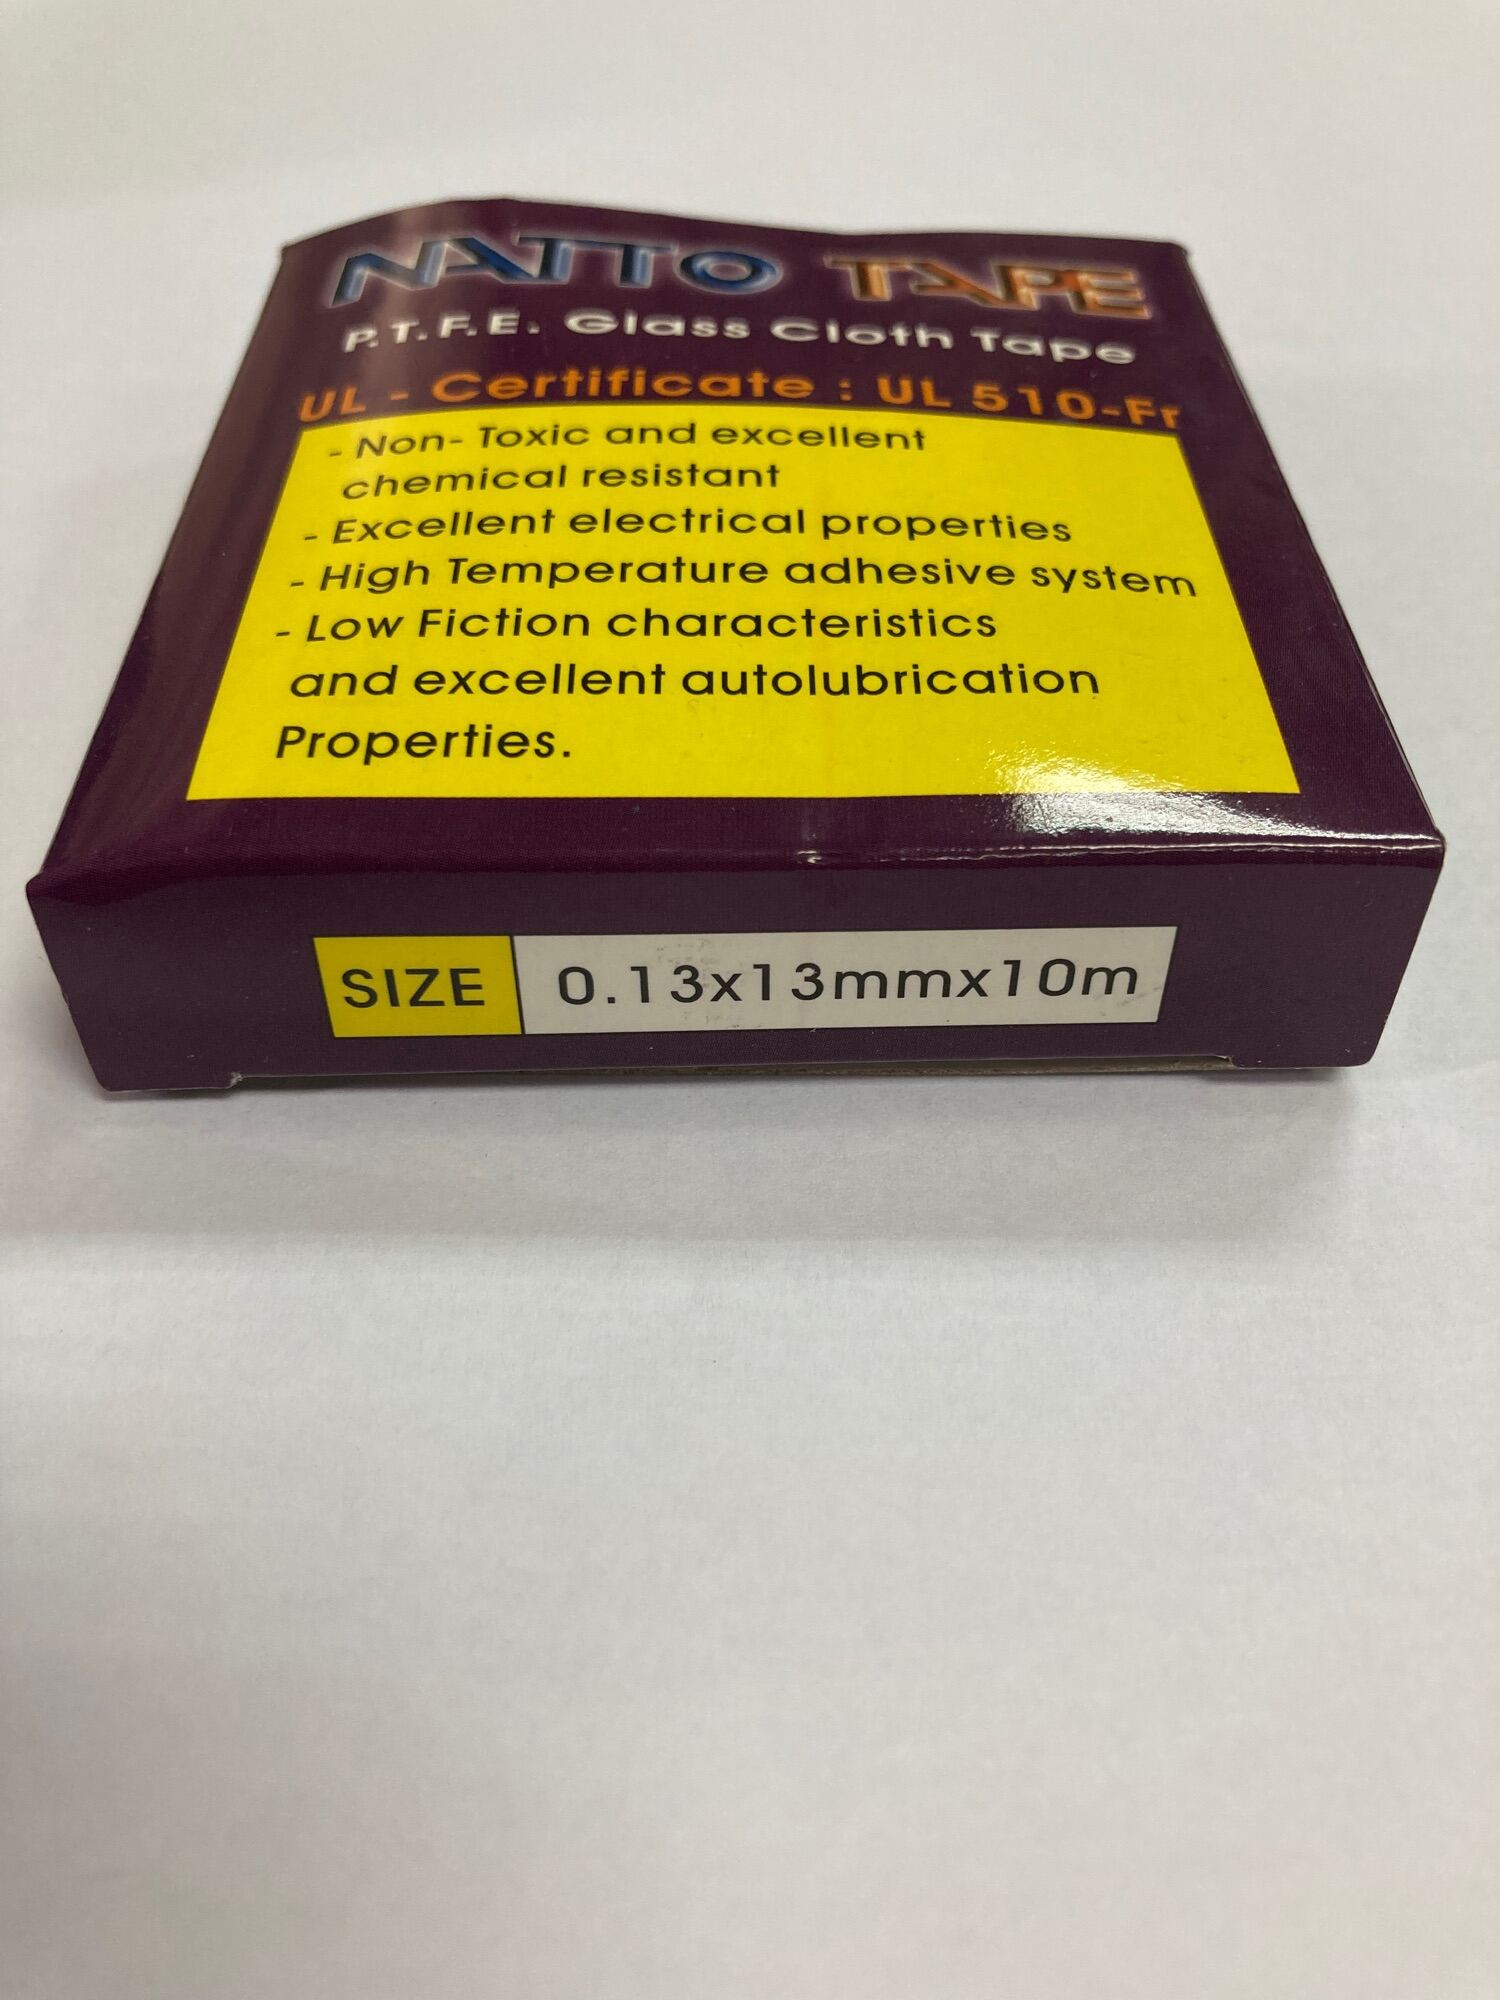 NATTO TAPE
P.T.F.E. Glass Cloth Tape
UL - Certificate : UL 510-Fr
- Non- Toxic and excellent
chemical resistant
- Excellent electrical properties
- High Temperature adhesive system
- Low Fiction characteristics
and excellent autolubrication
Properties.
SIZE 0.13x13mmx10m